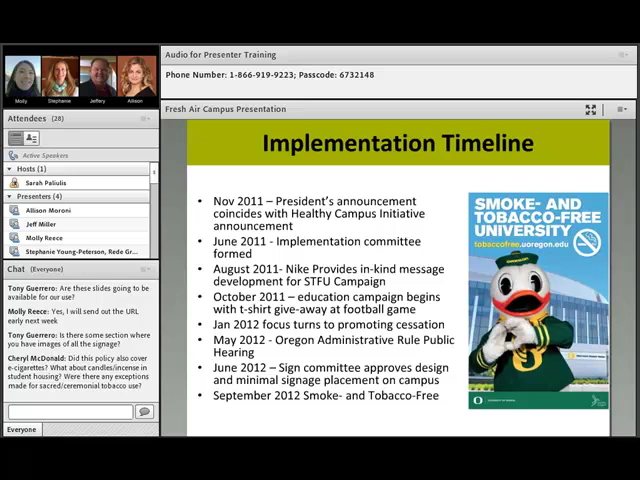 Molly
Stephanie
Jeffery
Allison
Attendees (28)
Active Speakers
Hosts (1)
Sarah Paliulis
Presenters (4)
Allison Moroni
Jeff Miller
Molly Reece
Stephanie Young-Peterson, Rede Gr...
Chat (Everyone)
Tony Guerrero: Are these slides going to
be available for our use?
Molly Reece: Yes, I will send out the URL
early next week
Tony Guerrero: Is there some section where
you have images of all the signage?
Cheryl McDonald: Did this policy also cover
e-cigarettes? What about candles/incense in
student housing? Were there any exceptions
made for sacred/ceremonial tobacco use?
Everyone
Audio for Presenter Training
Phone Number: 1-866-919-9223; Passcode: 6732148
Fresh Air Campus Presentation
Implementation Timeline
• Nov 2011 – President's announcement
coincides with Healthy Campus Initiative
announcement
• June 2011 - Implementation committee
formed
• August 2011- Nike Provides in-kind message
development for STFU Campaign
• October 2011 – education campaign begins
with t-shirt give-away at football game
• Jan 2012 focus turns to promoting cessation
• May 2012 - Oregon Administrative Rule Public
Hearing
• June 2012 – Sign committee approves design
and minimal signage placement on campus
• September 2012 Smoke- and Tobacco-Free
SMOKE- AND
TOBACCO-FREE
UNIVERSITY
tobaccofree.uoregon.edu